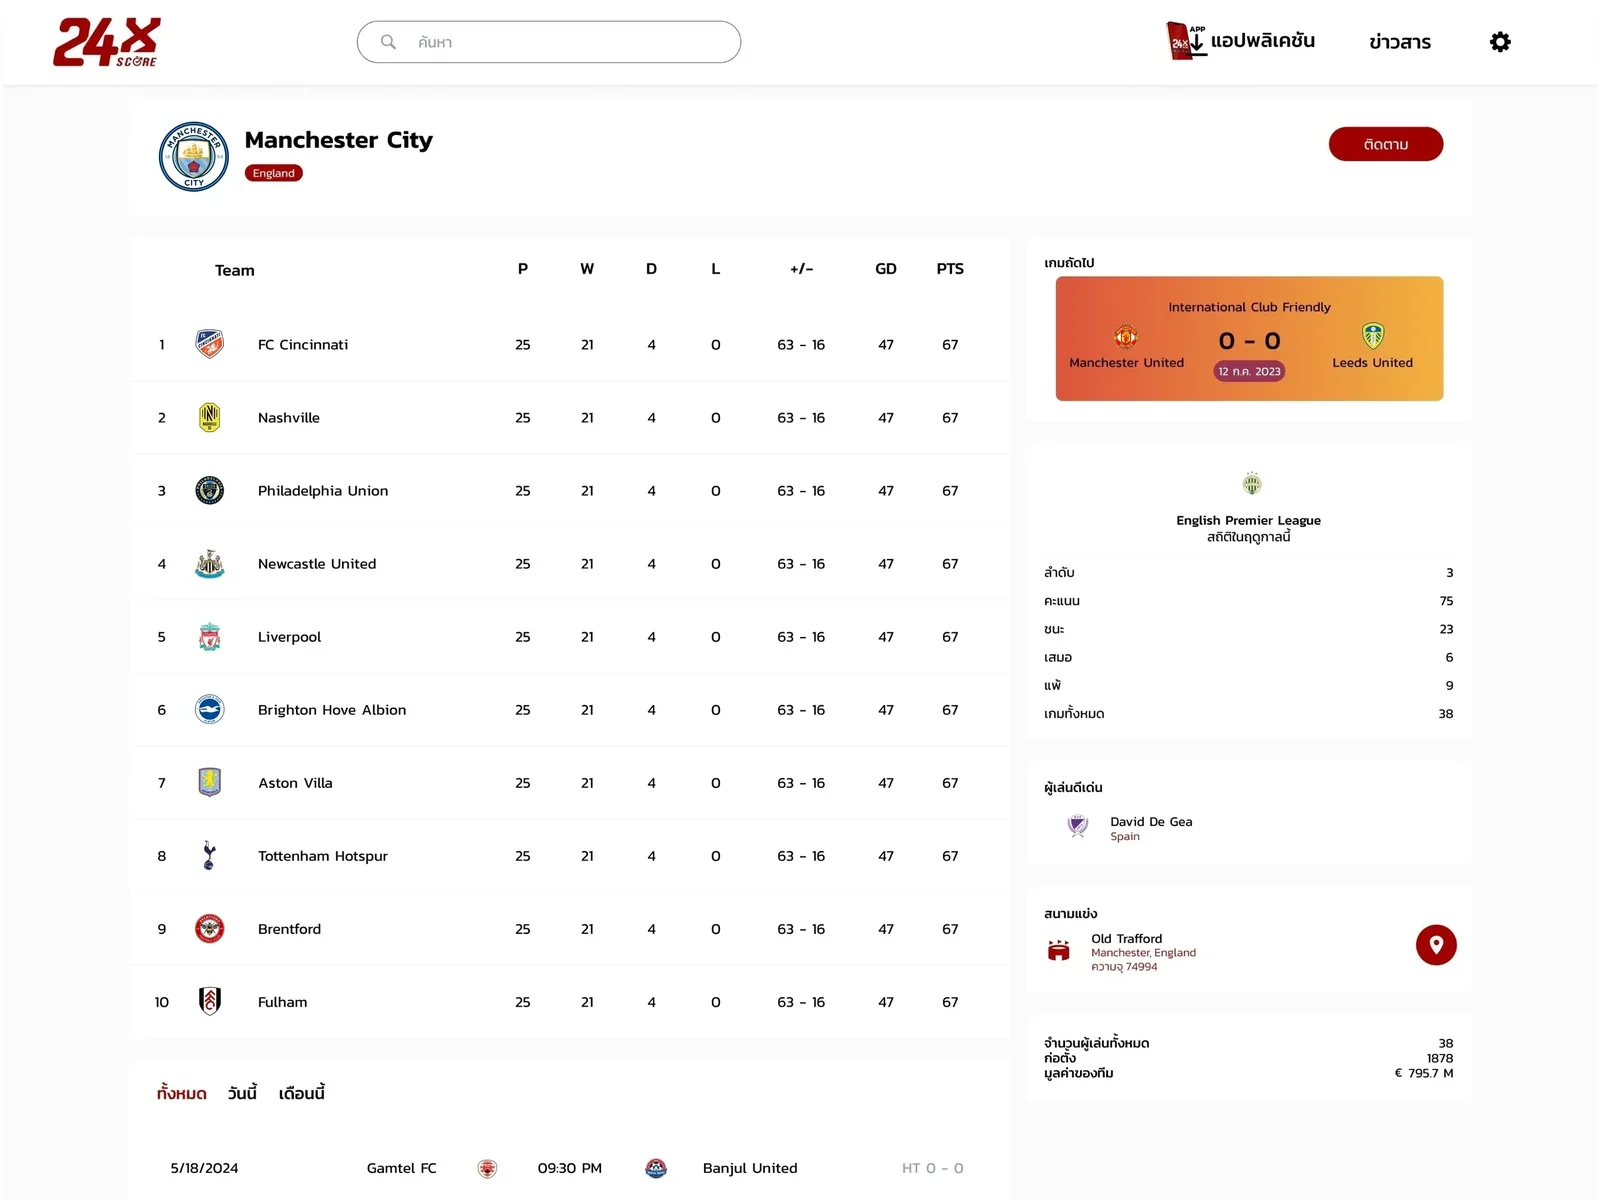 24X
SCORE
ค้นหา
APP
แอปพลิเคชัน
ข่าวสาร
Manchester City
England
ติดตาม
Team P W D L +/- GD PTS
1 FC Cincinnati 25 21 4 0 63 - 16 47 67
2 Nashville 25 21 4 0 63 - 16 47 67
3 Philadelphia Union 25 21 4 0 63 - 16 47 67
4 Newcastle United 25 21 4 0 63 - 16 47 67
5 Liverpool 25 21 4 0 63 - 16 47 67
6 Brighton Hove Albion 25 21 4 0 63 - 16 47 67
7 Aston Villa 25 21 4 0 63 - 16 47 67
8 Tottenham Hotspur 25 21 4 0 63 - 16 47 67
9 Brentford 25 21 4 0 63 - 16 47 67
10 Fulham 25 21 4 0 63 - 16 47 67
ทั้งหมด วันนี้ เดือนนี้
5/18/2024 Gamtel FC 09:30 PM Banjul United HT 0 - 0
เกมถัดไป
International Club Friendly
0 - 0
Manchester United Leeds United
12 ก.ค. 2023
English Premier League
สถิติในฤดูกาลนี้
ลำดับ 3
คะแนน 75
ชนะ 23
เสมอ 6
แพ้ 9
เกมทั้งหมด 38
ผู้เล่นดีเด่น
David De Gea
Spain
สนามแข่ง
Old Trafford
Manchester, England
ความจุ 74994
จำนวนผู้เล่นทั้งหมด 38
ก่อตั้ง 1878
มูลค่าของทีม € 795.7 M